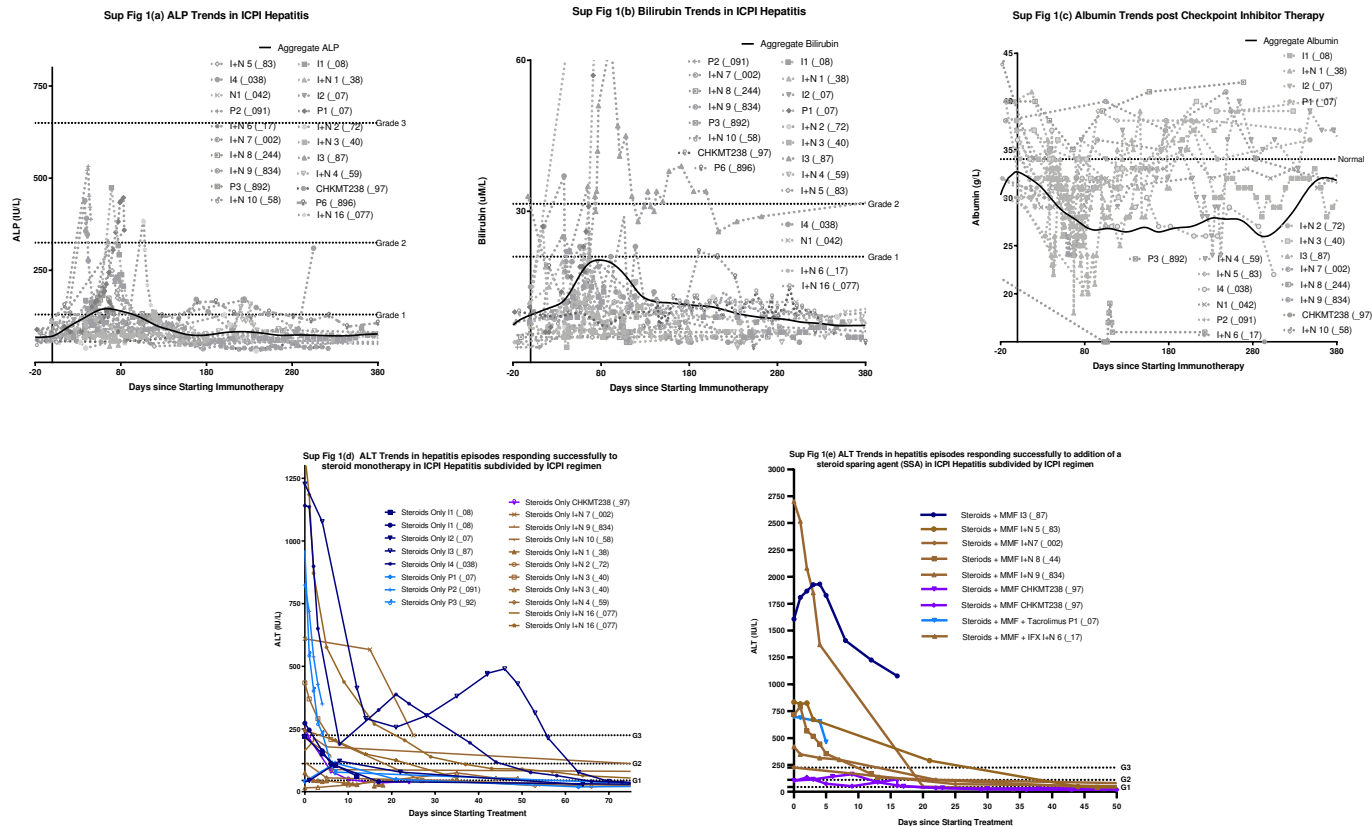 Sup Fig 1(a) ALP Trends in ICPI Hepatitis
Aggregate ALP
I+N 5 (_83)
I4 (_038)
N1 (_042)
P2 (_091)
I+N 6 (_17)
I+N 7 (_002)
I+N 8 (_244)
I+N 9 (_834)
P3 (_892)
I+N 10 (_58)
I1 (_08)
I+N 1 (_38)
I2 (_07)
P1 (_07)
I+N 2 (_72)
I+N 3 (_40)
I3 (_87)
I+N 4 (_59)
CHKMT238 (_97)
P6 (_896)
I+N 16 (_077)
Grade 3
Grade 2
Grade 1
ALP (IU/L)
750
500
250
-20 0 80 180 280 380
Days since Starting Immunotherapy
Sup Fig 1(b) Bilirubin Trends in ICPI Hepatitis
Aggregate Bilirubin
P2 (_091)
I+N 7 (_002)
I+N 8 (_244)
I+N 9 (_834)
P3 (_892)
I+N 10 (_58)
CHKMT238 (_97)
P6 (_896)
I1 (_08)
I+N 1 (_38)
I2 (_07)
P1 (_07)
I+N 2 (_72)
I+N 3 (_40)
I3 (_87)
I+N 4 (_59)
I+N 5 (_83)
Grade 2
I4 (_038)
N1 (_042)
Grade 1
I+N 6 (_17)
I+N 16 (_077)
Bilirubin (uM/L)
60
30
-20 0 80 180 280 380
Days since Starting Immunotherapy
Sup Fig 1(c) Albumin Trends post Checkpoint Inhibitor Therapy
Aggregate Albumin
I1 (_08)
I+N 1 (_38)
I2 (_07)
P1 (_07)
Normal
I+N 2 (_72)
I+N 3 (_40)
I3 (_87)
I+N 7 (_002)
I+N 8 (_244)
I+N 9 (_834)
CHKMT238 (_97)
I+N 10 (_58)
P3 (_892)
I+N 4 (_59)
I+N 5 (_83)
I4 (_038)
N1 (_042)
P2 (_091)
I+N 6 (_17)
Albumin (g/L)
45
40
35
30
25
20
-20 0 80 180 280 380
Days since Starting Immunotherapy
Sup Fig 1(d) ALT Trends in hepatitis episodes responding successfully to
steroid monotherapy in ICPI Hepatitis subdivided by ICPI regimen
Steroids Only I1 (_08)
Steroids Only I1 (_08)
Steroids Only I2 (_07)
Steroids Only I3 (_87)
Steroids Only I4 (_038)
Steroids Only P1 (_07)
Steroids Only P2 (_091)
Steroids Only P3 (_92)
Steroids Only CHKMT238 (_97)
Steroids Only I+N 7 (_002)
Steroids Only I+N 9 (_834)
Steroids Only I+N 10 (_58)
Steroids Only I+N 1 (_38)
Steroids Only I+N 2 (_72)
Steroids Only I+N 3 (_40)
Steroids Only I+N 3 (_40)
Steroids Only I+N 4 (_59)
Steroids Only I+N 16 (_077)
Steroids Only I+N 16 (_077)
G3
G2
G1
ALT (IU/L)
1250
1000
750
500
250
0
0 10 20 30 40 50 60 70
Days since Starting Treatment
Sup Fig 1(e) ALT Trends in hepatitis episodes responding successfully to addition of a
steroid sparing agent (SSA) in ICPI Hepatitis subdivided by ICPI regimen
Steroids + MMF I3 (_87)
Steroids + MMF I+N 5 (_83)
Steroids + MMF I+N7 (_002)
Steriods + MMF I+N 8 (_44)
Steroids + MMF I+N 9 (_834)
Steroids + MMF CHKMT238 (_97)
Steroids + MMF CHKMT238 (_97)
Steroids + MMF + Tacrolimus P1 (_07)
Steroids + MMF + IFX I+N 6 (_17)
G3
G2
G1
ALT (IU/L)
3000
2750
2500
2250
2000
1750
1500
1250
1000
750
500
250
0
0 5 10 15 20 25 30 35 40 45 50
Days since Starting Treatment